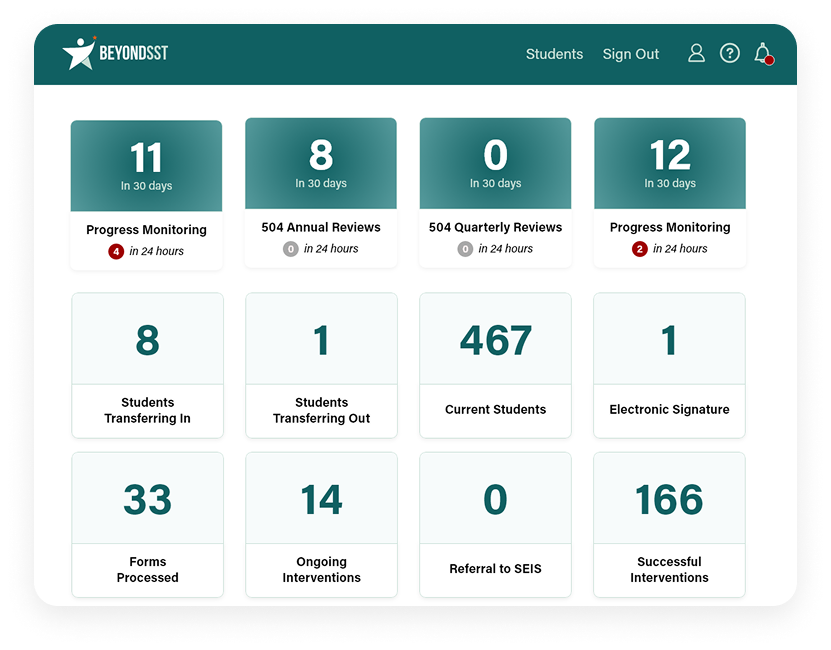 BEYONDSST
Students
Sign Out
?
11
In 30 days
Progress Monitoring
4 in 24 hours
8
In 30 days
504 Annual Reviews
0 in 24 hours
0
In 30 days
504 Quarterly Reviews
0 in 24 hours
12
In 30 days
Progress Monitoring
2 in 24 hours
8
Students
Transferring In
1
Students
Transferring Out
467
Current Students
1
Electronic Signature
33
Forms
Processed
14
Ongoing
Interventions
0
Referral to SEIS
166
Successful
Interventions